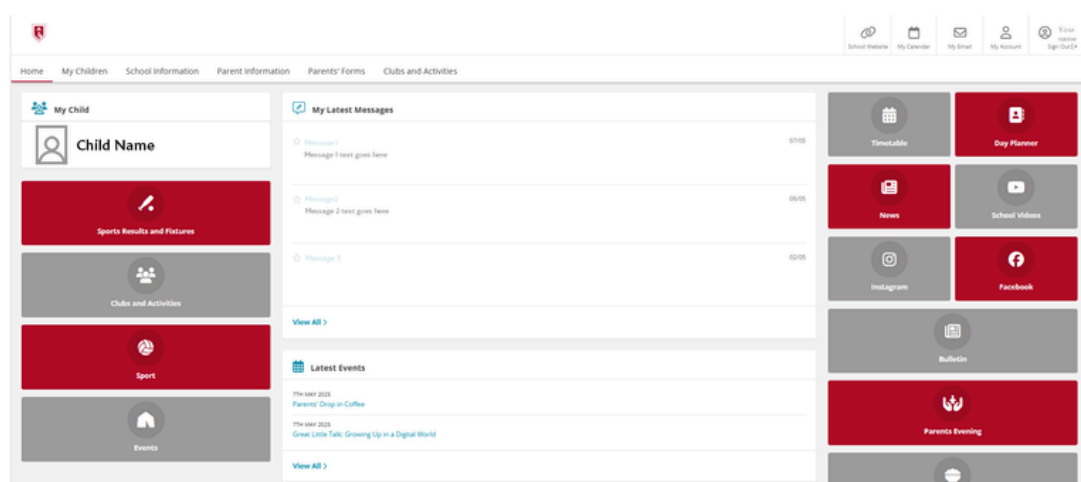 School Website
My Calendar
My Email
My Account
Your name
Sign Out
Home
My Children
School Information
Parent Information
Parents' Forms
Clubs and Activities
My Child
Child Name
Sports Results and Fixtures
Clubs and Activities
Sport
Events
My Latest Messages
Message 1
07/05
Message 1 text goes here
Message2
06/05
Message 2 text goes here
Message 3
02/05
View All >
Latest Events
7TH MAY 2025
Parents' Drop in Coffee
7TH MAY 2025
Great Little Talk: Growing Up in a Digital World
View All >
Timetable
Day Planner
News
School Videos
Instagram
Facebook
Bulletin
Parents Evening